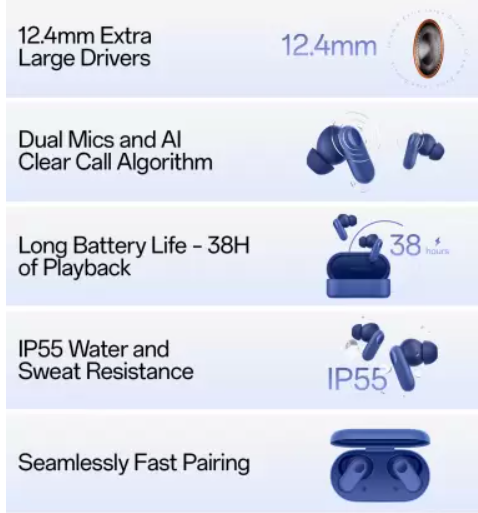 12.4mm Extra
Large Drivers
12.4mm
Dual Mics and AI
Clear Call Algorithm
Long Battery Life - 38H
of Playback
38 hours
IP55 Water and
Sweat Resistance
IP55
Seamlessly Fast Pairing